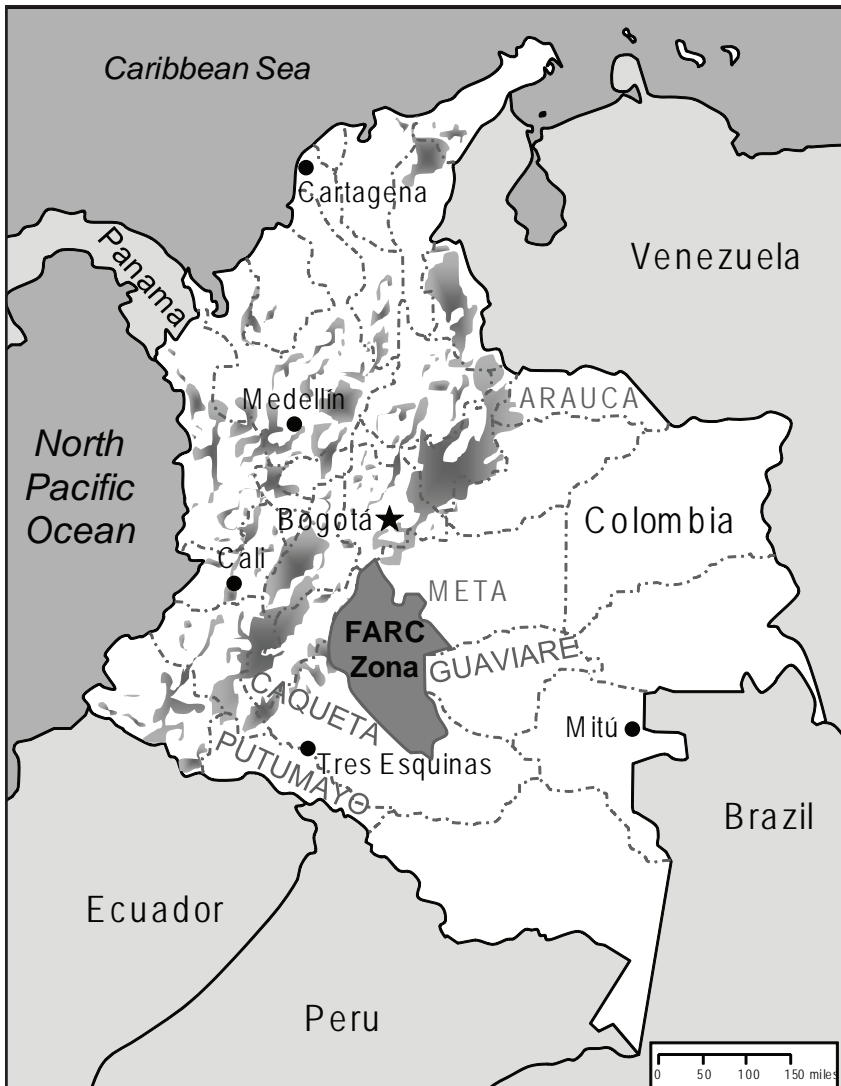 Caribbean Sea
Cartagena
Panama
Venezuela
ARAUCA
Medellín
North
Pacific
Ocean
Bogotá
Colombia
Cali
META
FARC
Zona
GUAVIARE
CAQUETA
Mitú
PUTUMAYO
Tres Esquinas
Brazil
Ecuador
Peru
0 50 100 150 miles